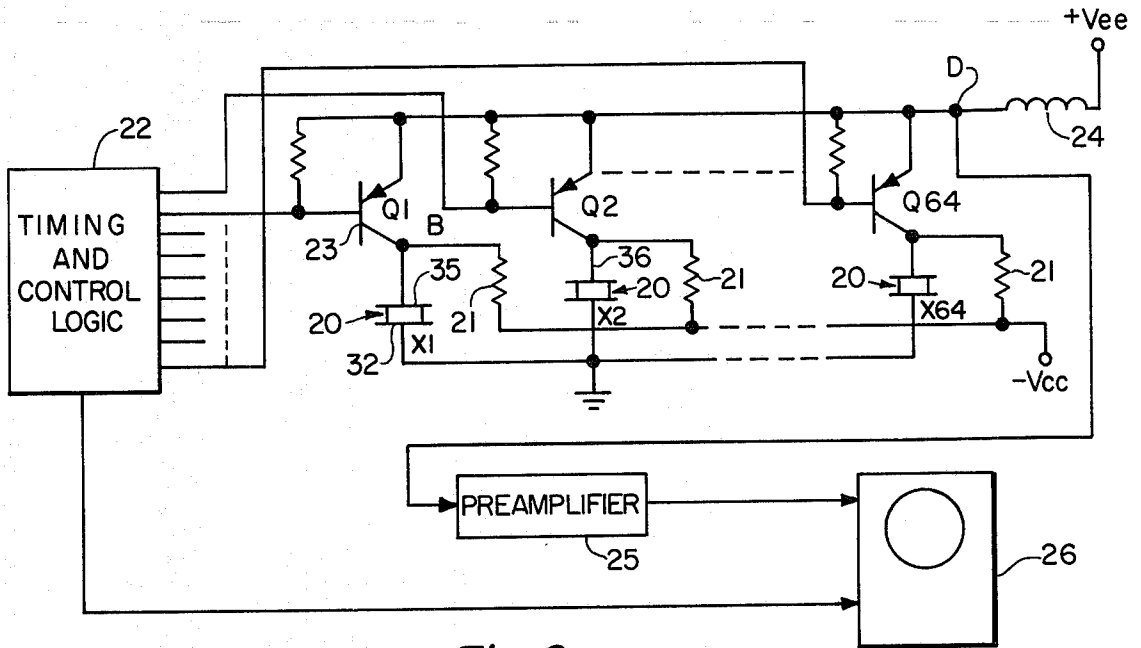 +Vee
D
24
22
TIMING
AND
CONTROL
LOGIC
Q1
B
23
Q2
Q64
35
36
20
21
20
21
20
21
32
X1
X2
X64
-Vcc
PREAMPLIFIER
25
26